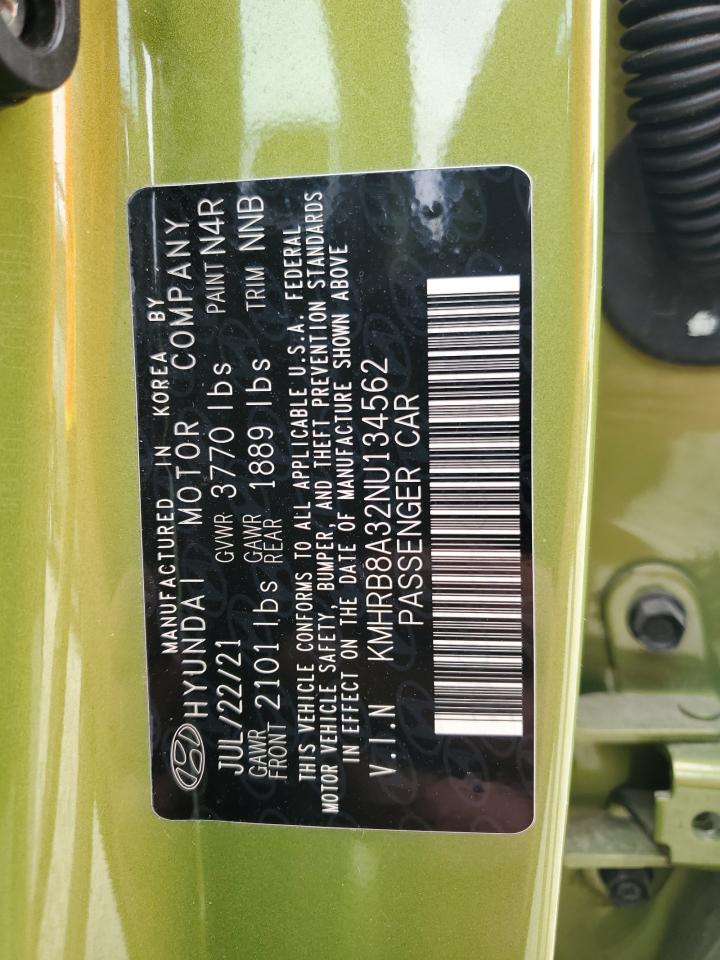 MANUFACTURED IN KOREA BY
HYUNDAI MOTOR COMPANY
JUL/22/21 GVWR 3770 lbs PAINT N4R
GAWR FRONT 2101 lbs GAWR REAR 1889 lbs TRIM NNB
THIS VEHICLE CONFORMS TO ALL APPLICABLE U.S.A. FEDERAL
MOTOR VEHICLE SAFETY, BUMPER, AND THEFT PREVENTION STANDARDS
IN EFFECT ON THE DATE OF MANUFACTURE SHOWN ABOVE
V.I.N KMHRB8A32NU134562
PASSENGER CAR